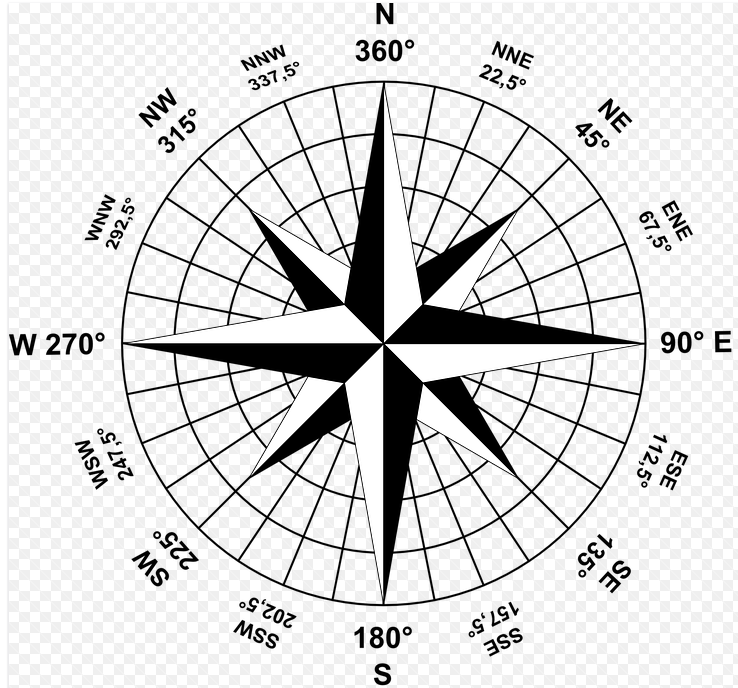 N
360°
NNE
22,5°
NE
45°
ENE
67,5°
90° E
ESE
112,5°
SE
135°
SSE
157,5°
180°
S
SSW
202,5°
SW
225°
WSW
247,5°
W 270°
WNW
292,5°
NW
315°
NNW
337,5°